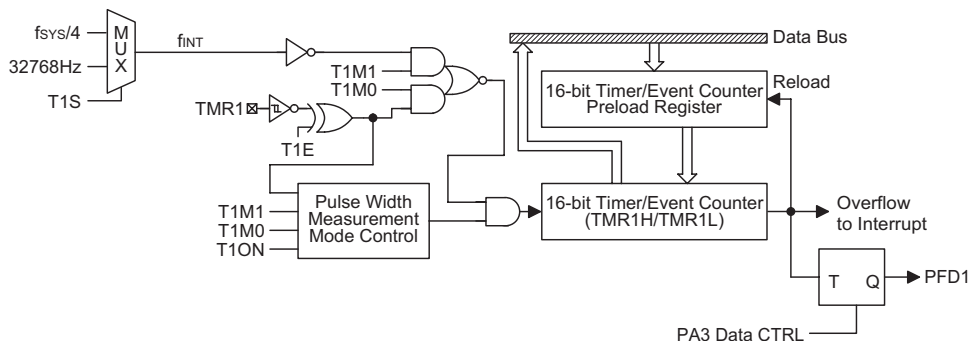 fSYS/4
32768Hz
T1S
MUX
fINT
T1M1
T1M0
TMR1
T1E
Data Bus
16-bit Timer/Event Counter
Preload Register
Reload
T1M1
T1M0
T1ON
Pulse Width
Measurement
Mode Control
16-bit Timer/Event Counter
(TMR1H/TMR1L)
Overflow
to Interrupt
T
Q
PFD1
PA3 Data CTRL